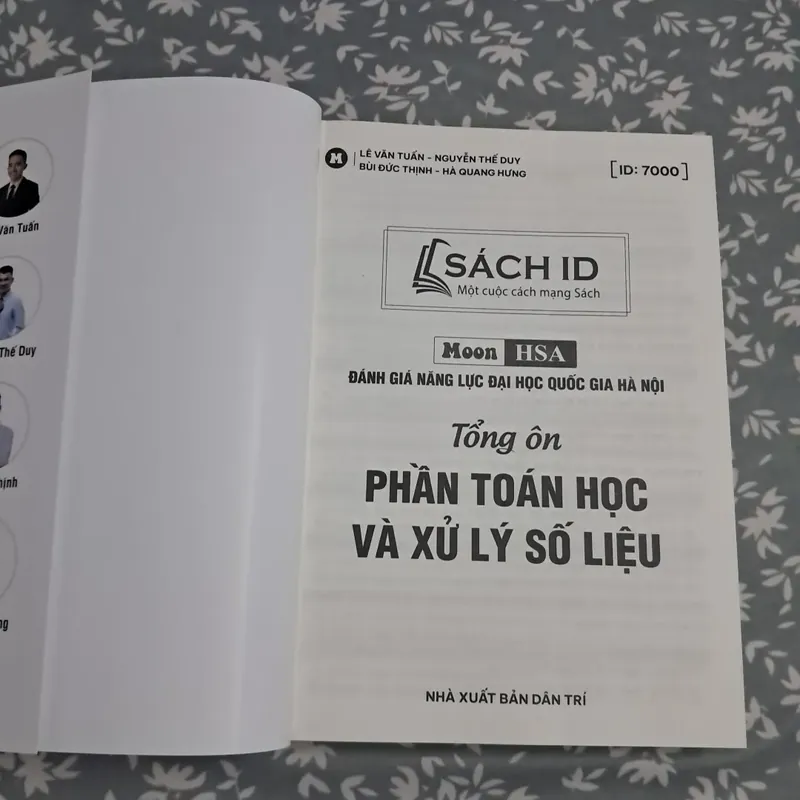 Văn Tuấn
Thế Duy
M
LÊ VĂN TUẤN - NGUYỄN THẾ DUY
BÙI ĐỨC THỊNH - HÀ QUANG HƯNG
[ID: 7000]
SÁCH ID
Một cuộc cách mạng Sách
Moon HSA
ĐÁNH GIÁ NĂNG LỰC ĐẠI HỌC QUỐC GIA HÀ NỘI
Tổng ôn
PHẦN TOÁN HỌC
VÀ XỬ LÝ SỐ LIỆU
NHÀ XUẤT BẢN DÂN TRÍ